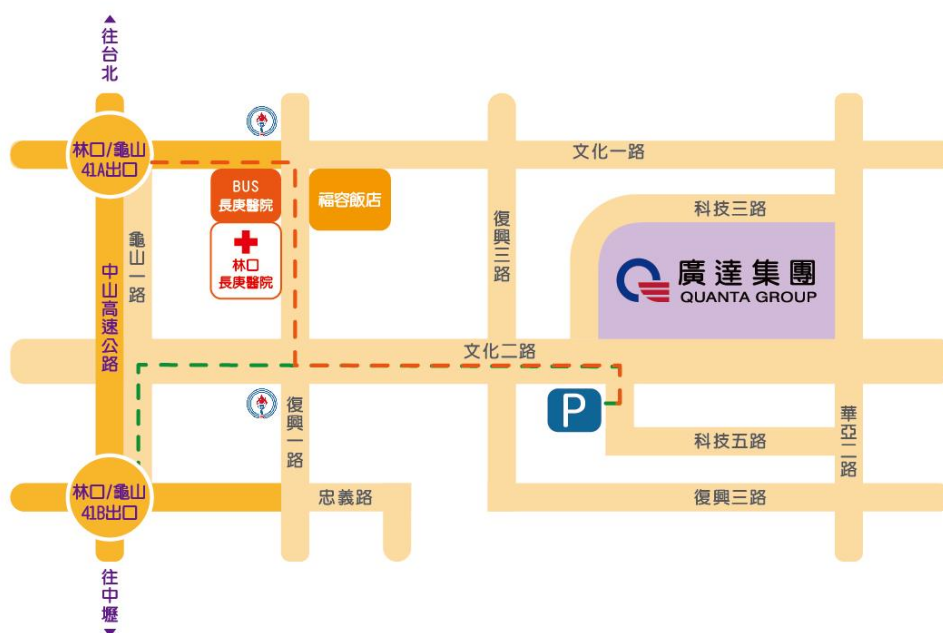 往台北
林口/龜山
41A出口
文化一路
BUS
長庚醫院
福容飯店
科技三路
林口
長庚醫院
龜山一路
復興三路
中山高速公路
廣達集團
QUANTA GROUP
文化二路
P
復興一路
科技五路
華亞二路
林口/龜山
41B出口
忠義路
復興三路
往中壢